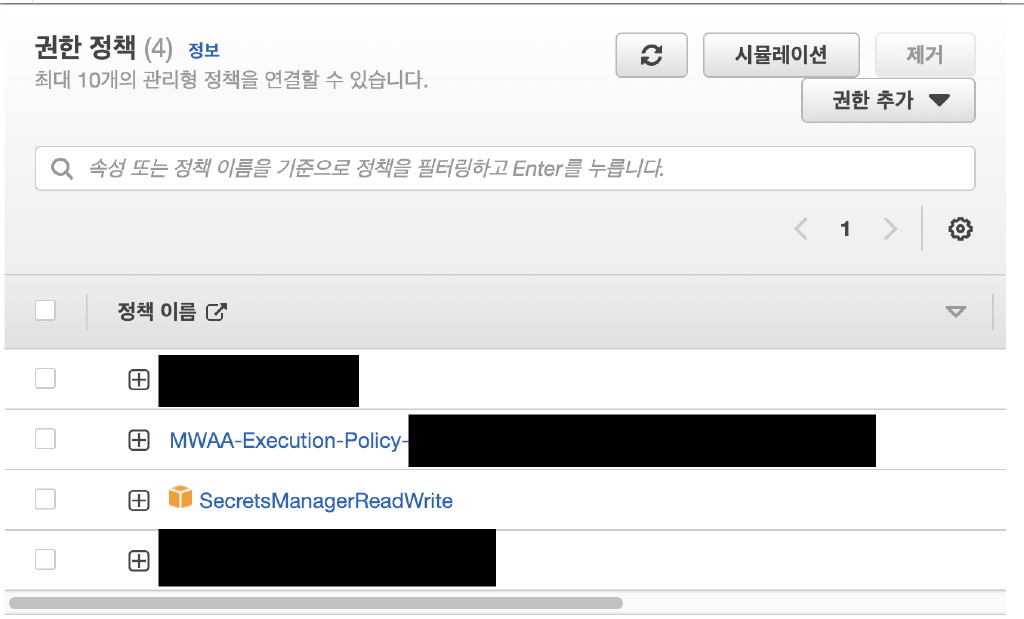 권한 정책 (4) 정보
최대 10개의 관리형 정책을 연결할 수 있습니다.
시뮬레이션
제거
권한 추가
속성 또는 정책 이름을 기준으로 정책을 필터링하고 Enter를 누릅니다.
1
정책 이름
MWAA-Execution-Policy-
SecretsManagerReadWrite